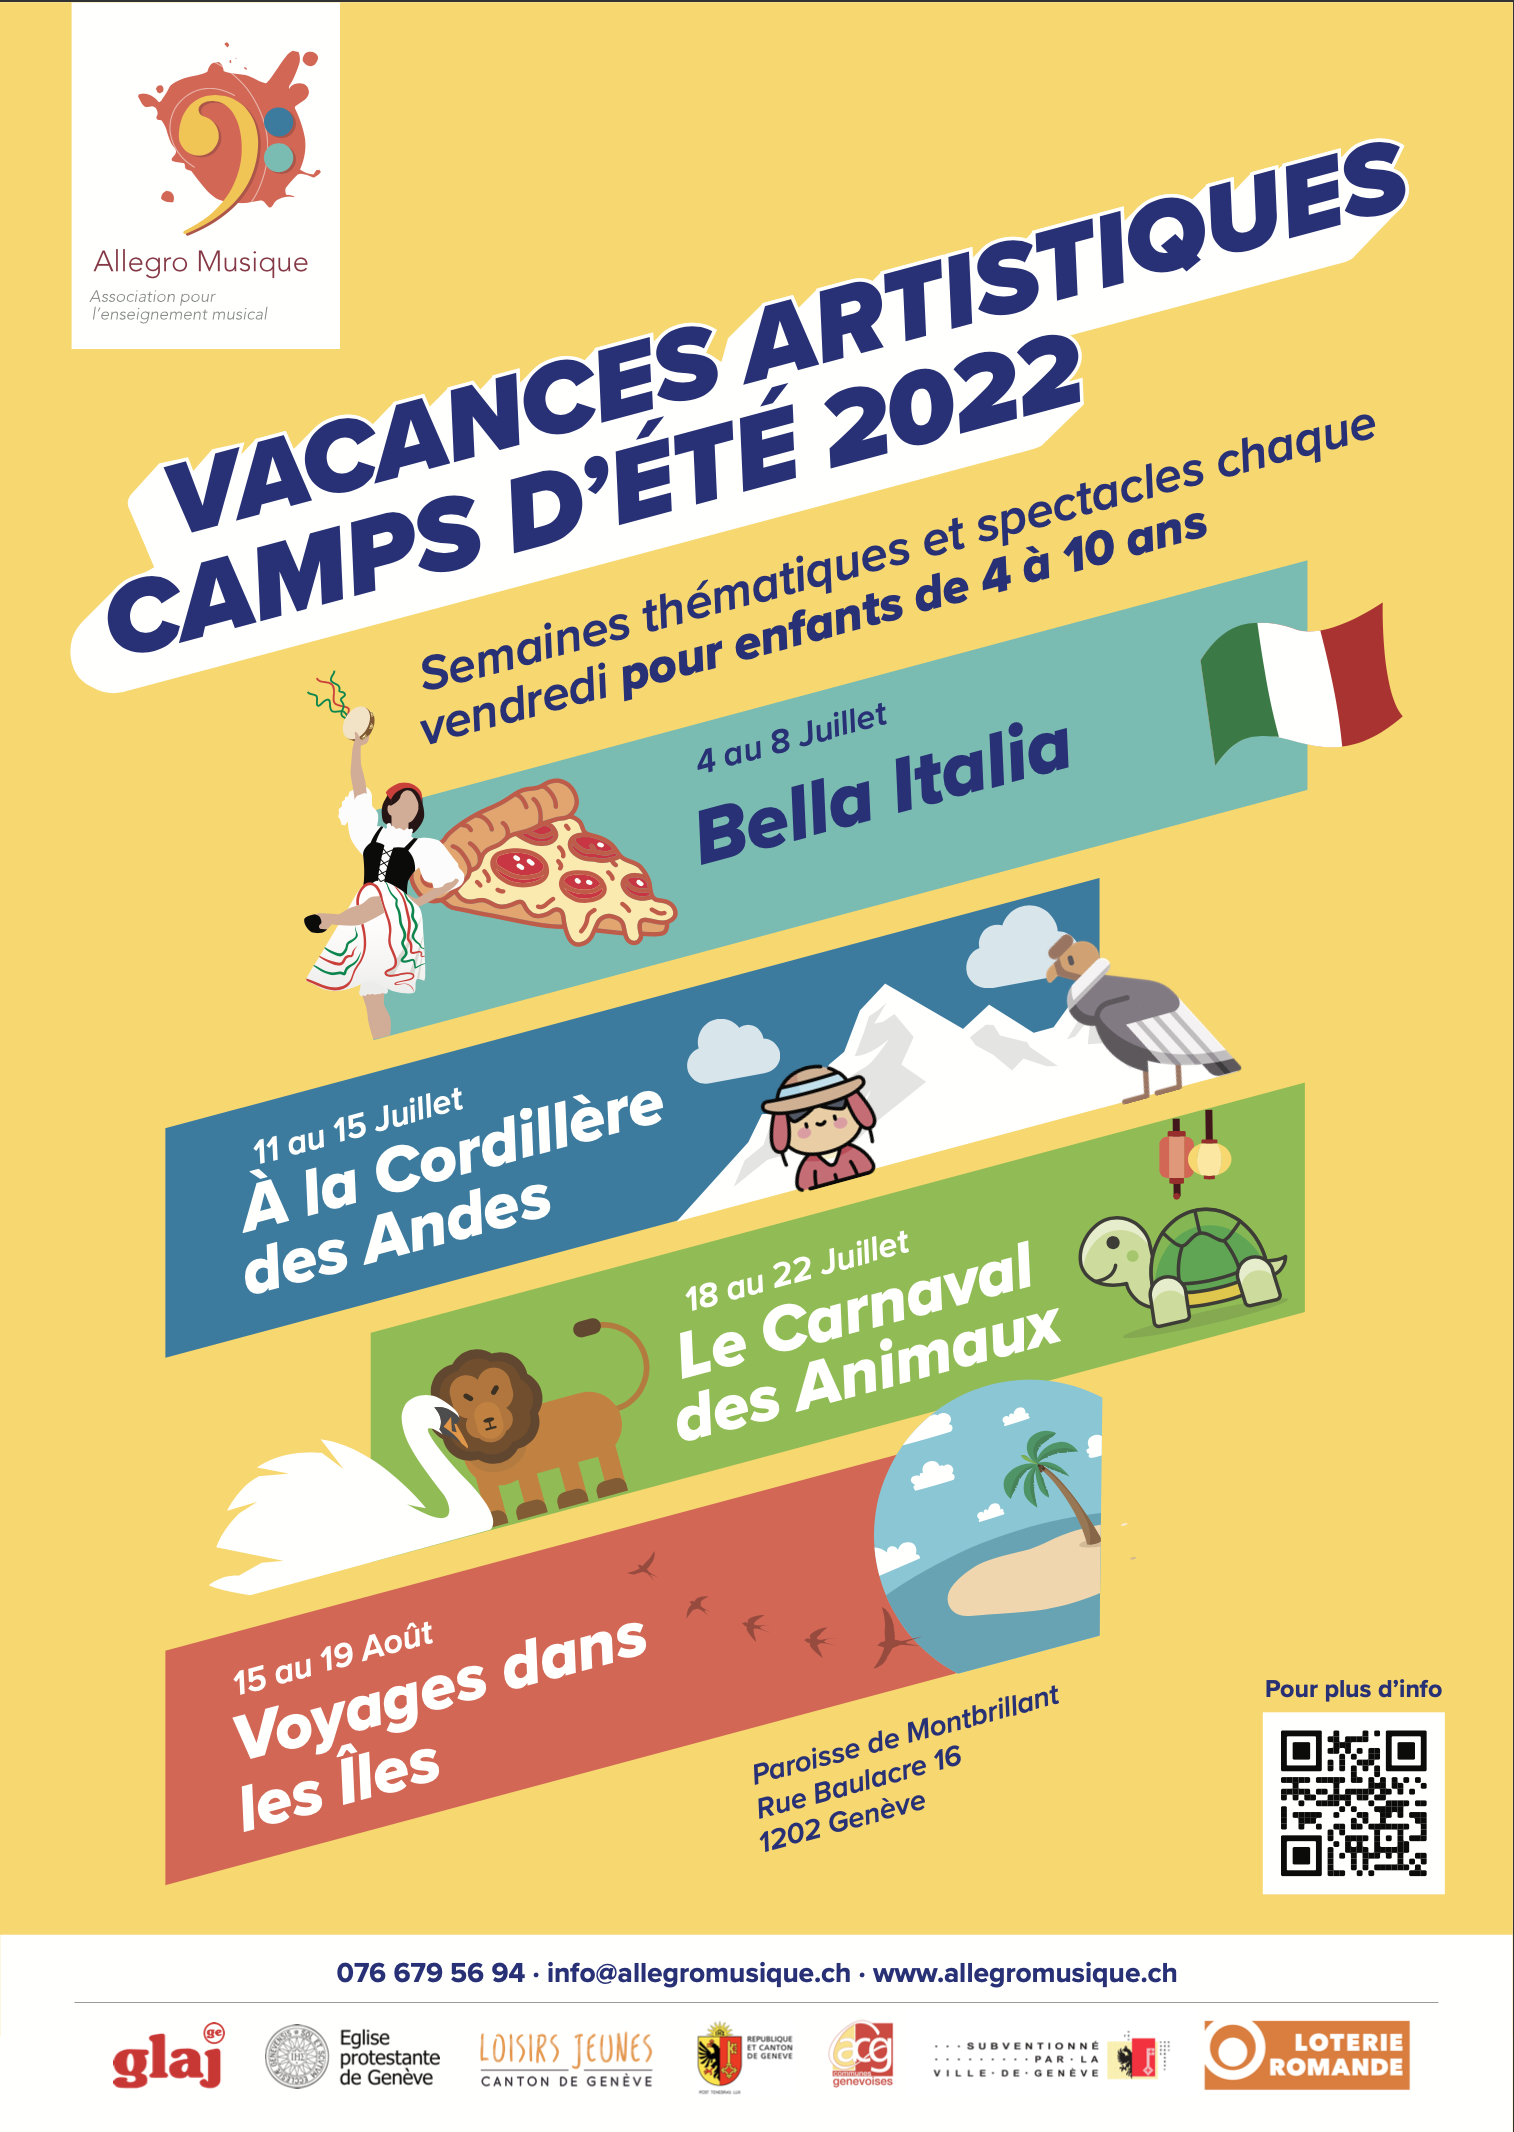 Allegro Musique
Association pour
l'enseignement musical
VACANCES ARTISTIQUES
CAMPS D'ÉTÉ 2022
Semaines thématiques et spectacles chaque
vendredi pour enfants de 4 à 10 ans
4 au 8 Juillet
Bella Italia
11 au 15 Juillet
À la Cordillère
des Andes
18 au 22 Juillet
Le Carnaval
des Animaux
15 au 19 Août
Voyages dans
les Îles
Paroisse de Montbrillant
Rue Baulacre 16
1202 Genève
Pour plus d'info
076 679 56 94 · info@allegromusique.ch · www.allegromusique.ch
glaj ge
Eglise
protestante
de Genève
LOISIRS JEUNES
CANTON DE GENÈVE
REPUBLIQUE
ET CANTON
DE GENEVE
POST TENEBRAS LUX
acg
communes
genevoises
SUBVENTIONNÉ
PAR·LA
VILLE·DE·GENÈVE
LOTERIE
ROMANDE